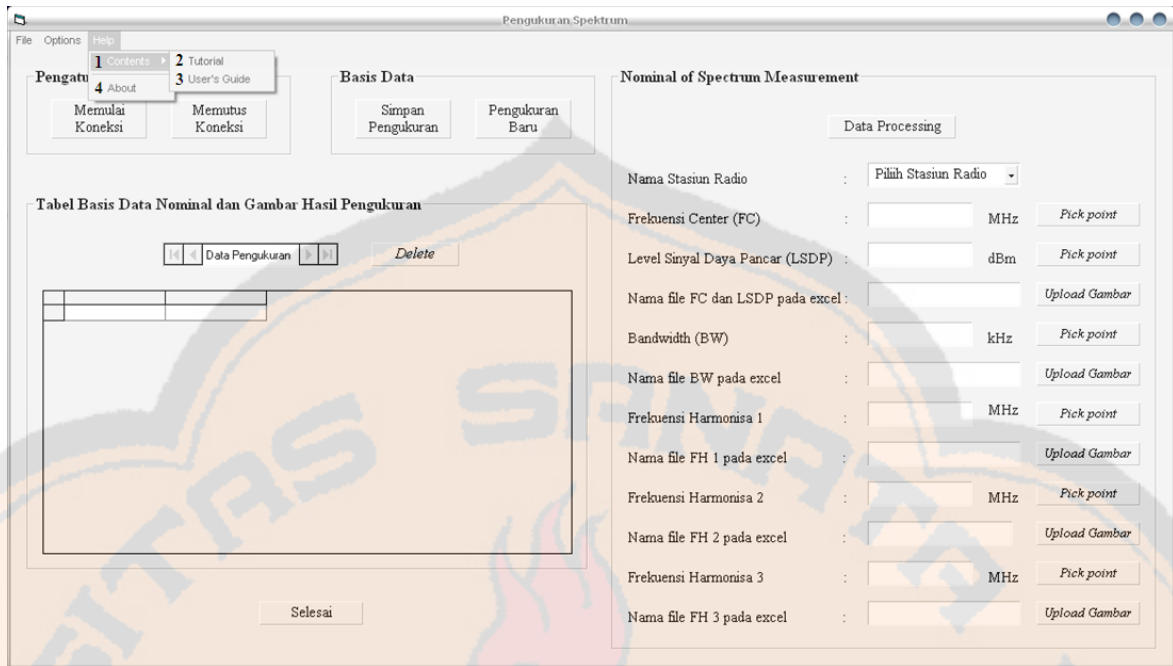 Pengukuran Spektrum
File Options Help
1 Contents
2 Tutorial
3 User's Guide
4 About
Pengatu
Memulai
Koneksi
Memutus
Koneksi
Basis Data
Simpan
Pengukuran
Pengukuran
Baru
Tabel Basis Data Nominal dan Gambar Hasil Pengukuran
Data Pengukuran
Delete
Selesai
Nominal of Spectrum Measurement
Data Processing
Nama Stasiun Radio : Piliih Stasiun Radio
Frekuensi Center (FC) : MHz Pick point
Level Sinyal Daya Pancar (LSDP) : dBm Pick point
Nama file FC dan LSDP pada excel : Upload Gambar
Bandwidth (BW) : kHz Pick point
Nama file BW pada excel : Upload Gambar
Frekuensi Harmonisa 1 : MHz Pick point
Nama file FH 1 pada excel : Upload Gambar
Frekuensi Harmonisa 2 : MHz Pick point
Nama file FH 2 pada excel : Upload Gambar
Frekuensi Harmonisa 3 : MHz Pick point
Nama file FH 3 pada excel : Upload Gambar
SITAS SANATA